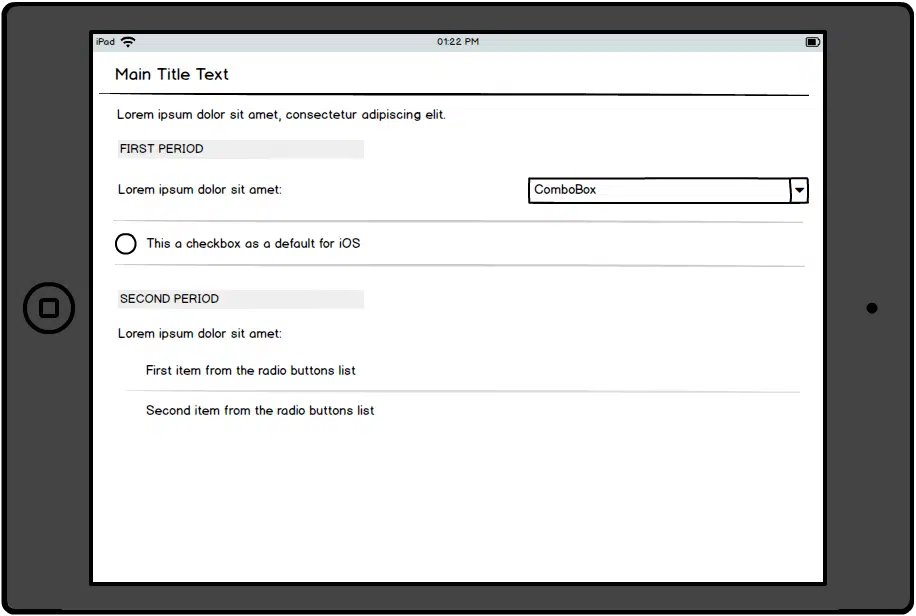 iPad 01:22 PM
Main Title Text
Lorem ipsum dolor sit amet, consectetur adipiscing elit.
FIRST PERIOD
Lorem ipsum dolor sit amet: ComboBox
This a checkbox as a default for iOS
SECOND PERIOD
Lorem ipsum dolor sit amet:
First item from the radio buttons list
Second item from the radio buttons list